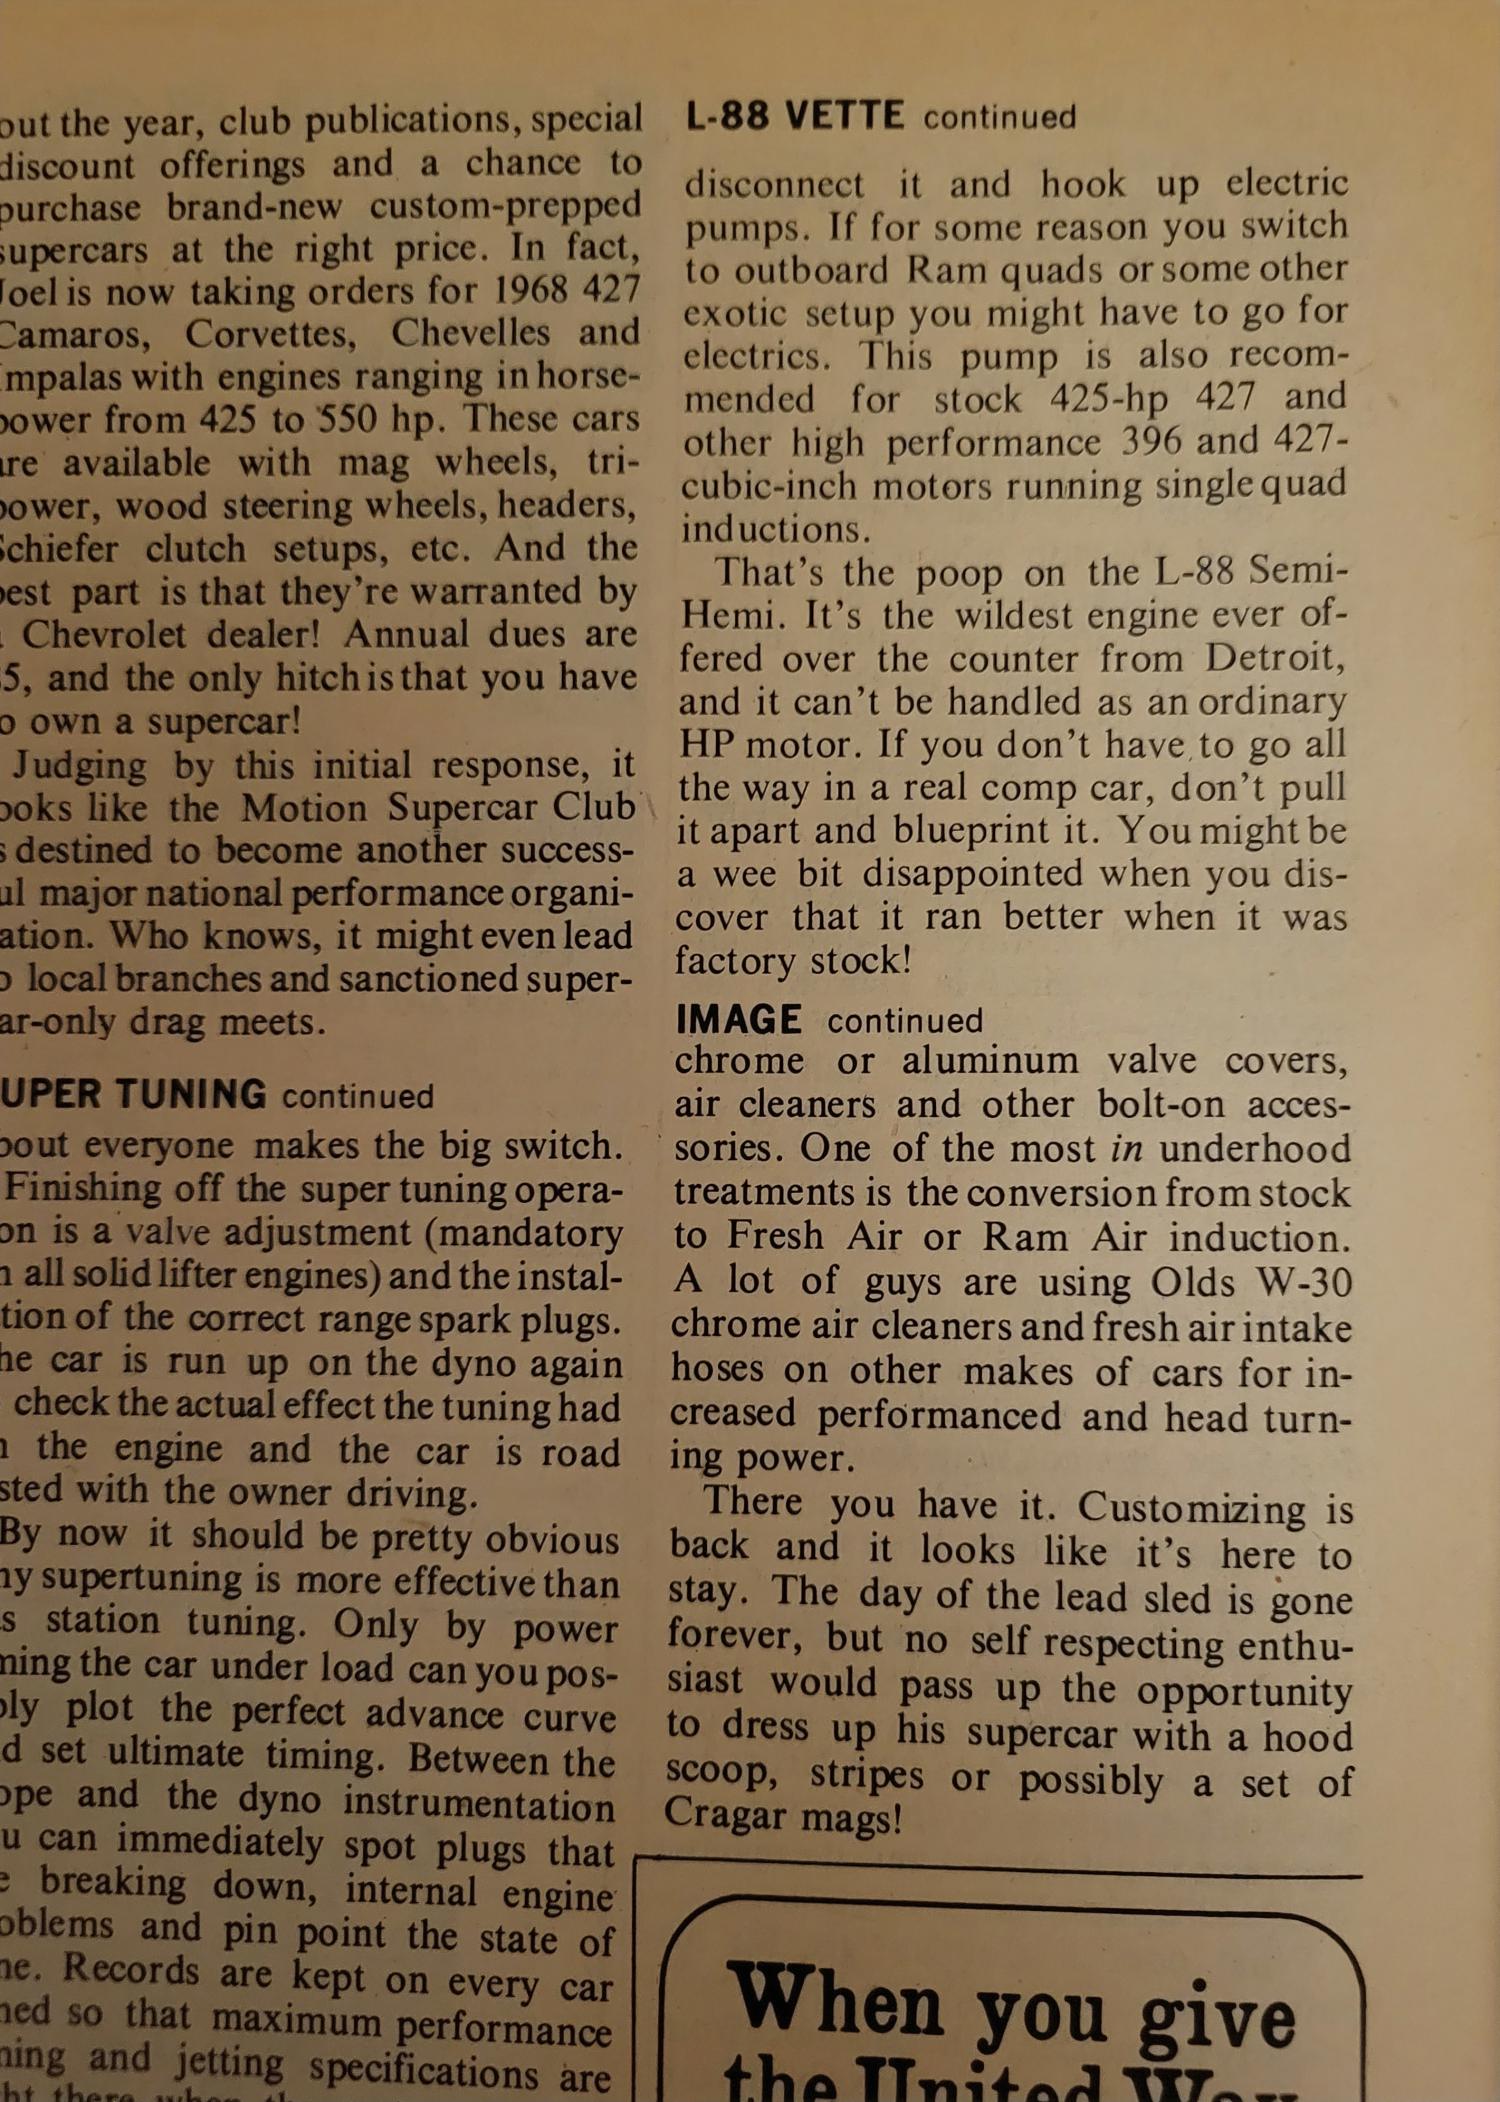 out the year, club publications, special
discount offerings and a chance to
purchase brand-new custom-prepped
supercars at the right price. In fact,
Joel is now taking orders for 1968 427
Camaros, Corvettes, Chevelles and
Impalas with engines ranging in horse-
power from 425 to 550 hp. These cars
are available with mag wheels, tri-
power, wood steering wheels, headers,
Schiefer clutch setups, etc. And the
best part is that they're warranted by
Chevrolet dealer! Annual dues are
5, and the only hitch is that you have
to own a supercar!
Judging by this initial response, it
looks like the Motion Supercar Club
s destined to become another success-
ul major national performance organi-
ation. Who knows, it might even lead
o local branches and sanctioned super-
ar-only drag meets.
UPER TUNING continued
bout everyone makes the big switch.
Finishing off the super tuning opera-
on is a valve adjustment (mandatory
n all solid lifter engines) and the instal-
tion of the correct range spark plugs.
he car is run up on the dyno again
check the actual effect the tuning had
n the engine and the car is road
sted with the owner driving.
By now it should be pretty obvious
hy supertuning is more effective than
s station tuning. Only by power
ning the car under load can you pos-
bly plot the perfect advance curve
d set ultimate timing. Between the
ope and the dyno instrumentation
u can immediately spot plugs that
e breaking down, internal engine
oblems and pin point the state of
ne. Records are kept on every car
ned so that maximum performance
ning and jetting specifications are
ht there when
L-88 VETTE continued
disconnect it and hook up electric
pumps. If for some reason you switch
to outboard Ram quads or some other
exotic setup you might have to go for
electrics. This pump is also recom-
mended for stock 425-hp 427 and
other high performance 396 and 427-
cubic-inch motors running single quad
inductions.
That's the poop on the L-88 Semi-
Hemi. It's the wildest engine ever of-
fered over the counter from Detroit,
and it can't be handled as an ordinary
HP motor. If you don't have to go all
the way in a real comp car, don't pull
it apart and blueprint it. You might be
a wee bit disappointed when you dis-
cover that it ran better when it was
factory stock!
IMAGE continued
chrome or aluminum valve covers,
air cleaners and other bolt-on acces-
sories. One of the most in underhood
treatments is the conversion from stock
to Fresh Air or Ram Air induction.
A lot of guys are using Olds W-30
chrome air cleaners and fresh air intake
hoses on other makes of cars for in-
creased performanced and head turn-
ing power.
There you have it. Customizing is
back and it looks like it's here to
stay. The day of the lead sled is gone
forever, but no self respecting enthu-
siast would pass up the opportunity
to dress up his supercar with a hood
scoop, stripes or possibly a set of
Cragar mags!
When you give
the United Way